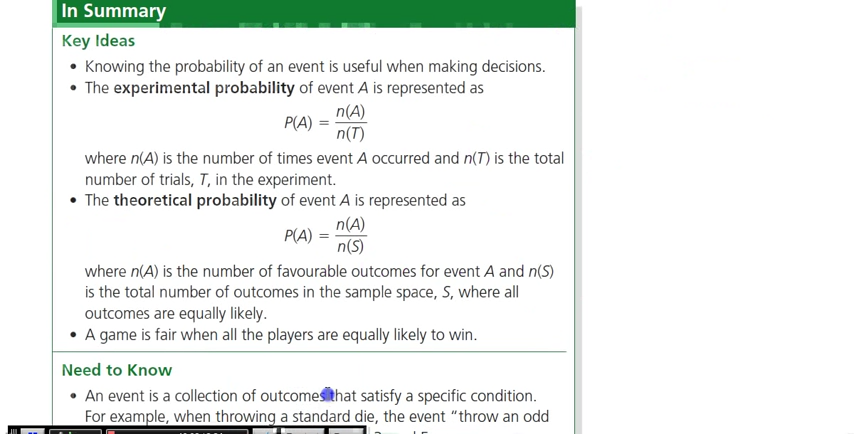 In Summary
Key Ideas
• Knowing the probability of an event is useful when making decisions.
• The experimental probability of event A is represented as
P(A) = n(A)/n(T)
where n(A) is the number of times event A occurred and n(T) is the total
number of trials, T, in the experiment.
• The theoretical probability of event A is represented as
P(A) = n(A)/n(S)
where n(A) is the number of favourable outcomes for event A and n(S)
is the total number of outcomes in the sample space, S, where all
outcomes are equally likely.
• A game is fair when all the players are equally likely to win.
Need to Know
• An event is a collection of outcomes that satisfy a specific condition.
For example, when throwing a standard die, the event “throw an odd